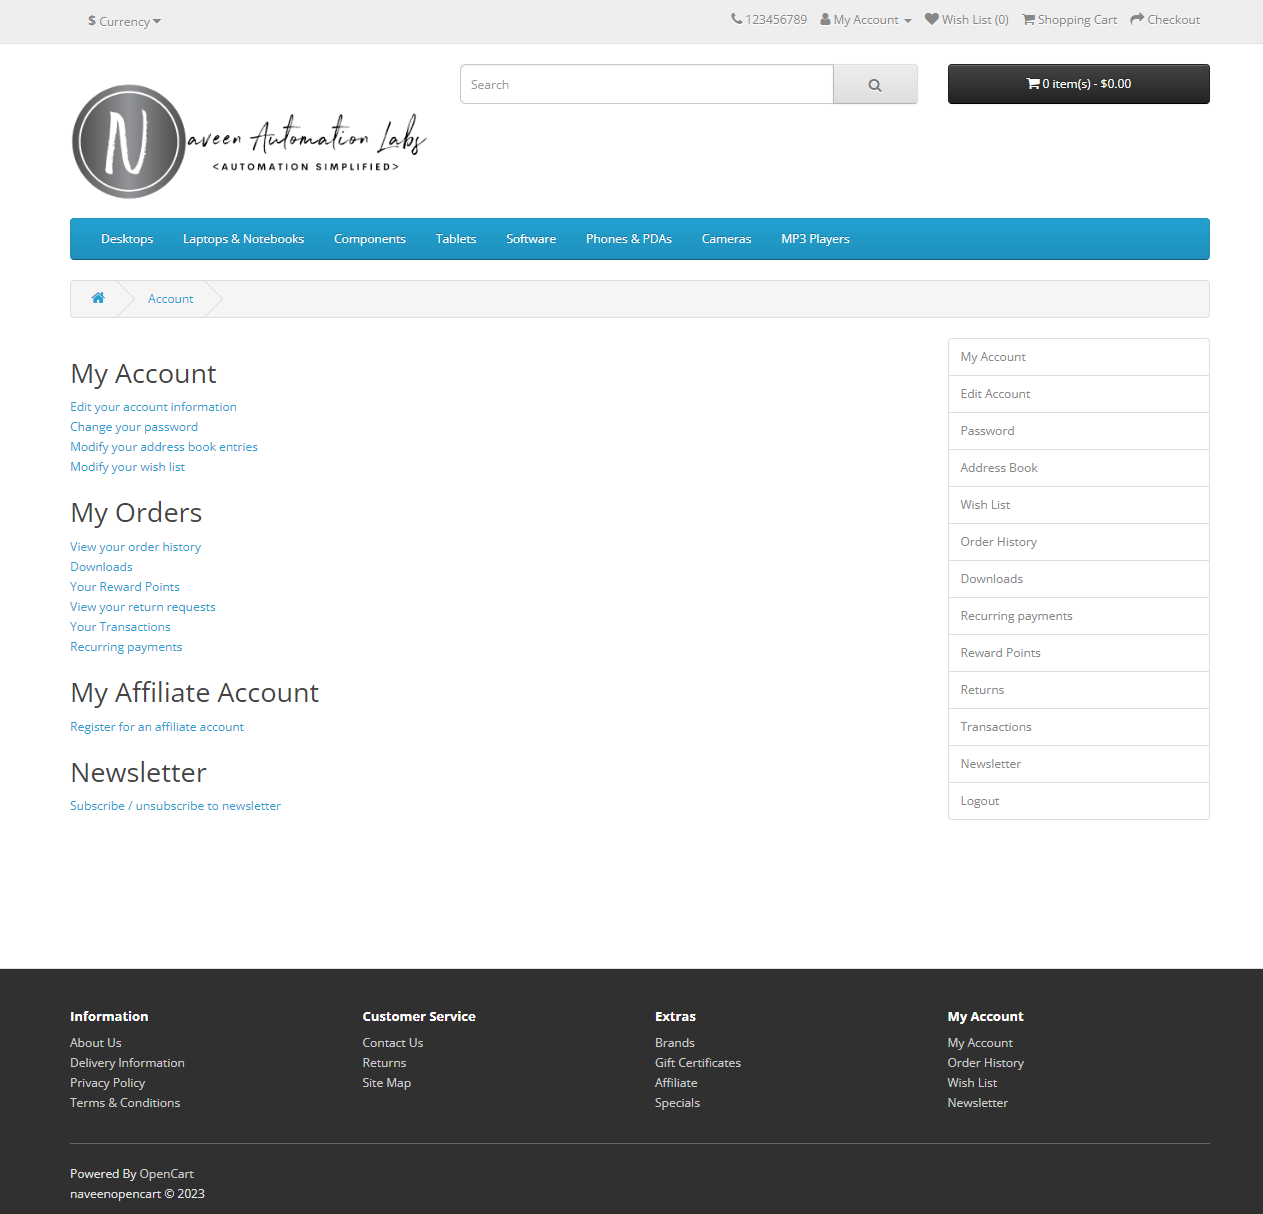 $ Currency
123456789 My Account Wish List (0) Shopping Cart Checkout
Search
0 item(s) - $0.00
Naveen Automation Labs
<AUTOMATION SIMPLIFIED>
Desktops Laptops & Notebooks Components Tablets Software Phones & PDAs Cameras MP3 Players
Account
My Account
Edit your account information
Change your password
Modify your address book entries
Modify your wish list
My Orders
View your order history
Downloads
Your Reward Points
View your return requests
Your Transactions
Recurring payments
My Affiliate Account
Register for an affiliate account
Newsletter
Subscribe / unsubscribe to newsletter
My Account
Edit Account
Password
Address Book
Wish List
Order History
Downloads
Recurring payments
Reward Points
Returns
Transactions
Newsletter
Logout
Information
About Us
Delivery Information
Privacy Policy
Terms & Conditions
Customer Service
Contact Us
Returns
Site Map
Extras
Brands
Gift Certificates
Affiliate
Specials
My Account
My Account
Order History
Wish List
Newsletter
Powered By OpenCart
naveenopencart © 2023